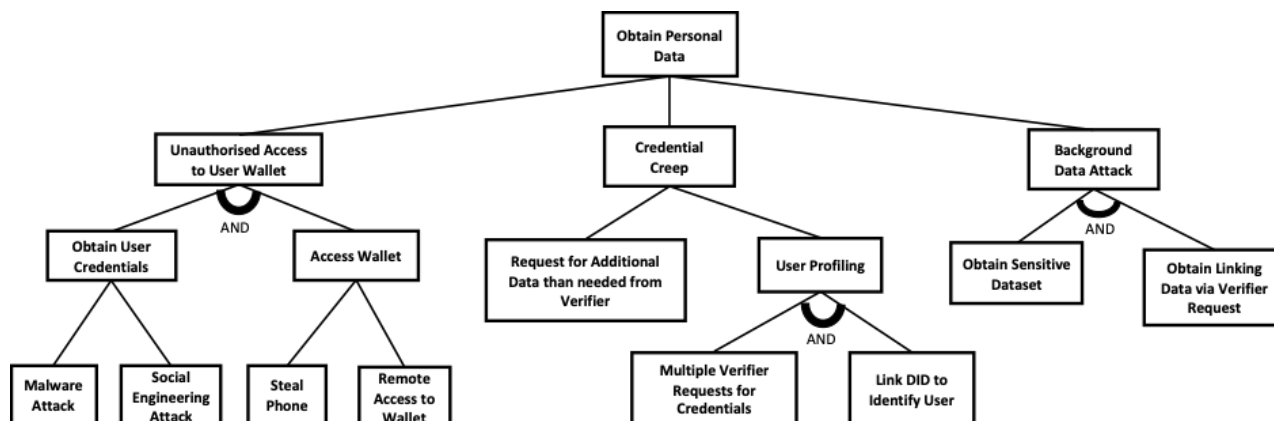 Obtain Personal
Data
Unauthorised Access
to User Wallet
Credential
Creep
Background
Data Attack
AND
AND
Obtain User
Credentials
Access Wallet
Request for Additional
Data than needed from
Verifier
User Profiling
Obtain Sensitive
Dataset
Obtain Linking
Data via Verifier
Request
AND
Malware
Attack
Social
Engineering
Attack
Steal
Phone
Remote
Access to
Wallet
Multiple Verifier
Requests for
Credentials
Link DID to
Identify User